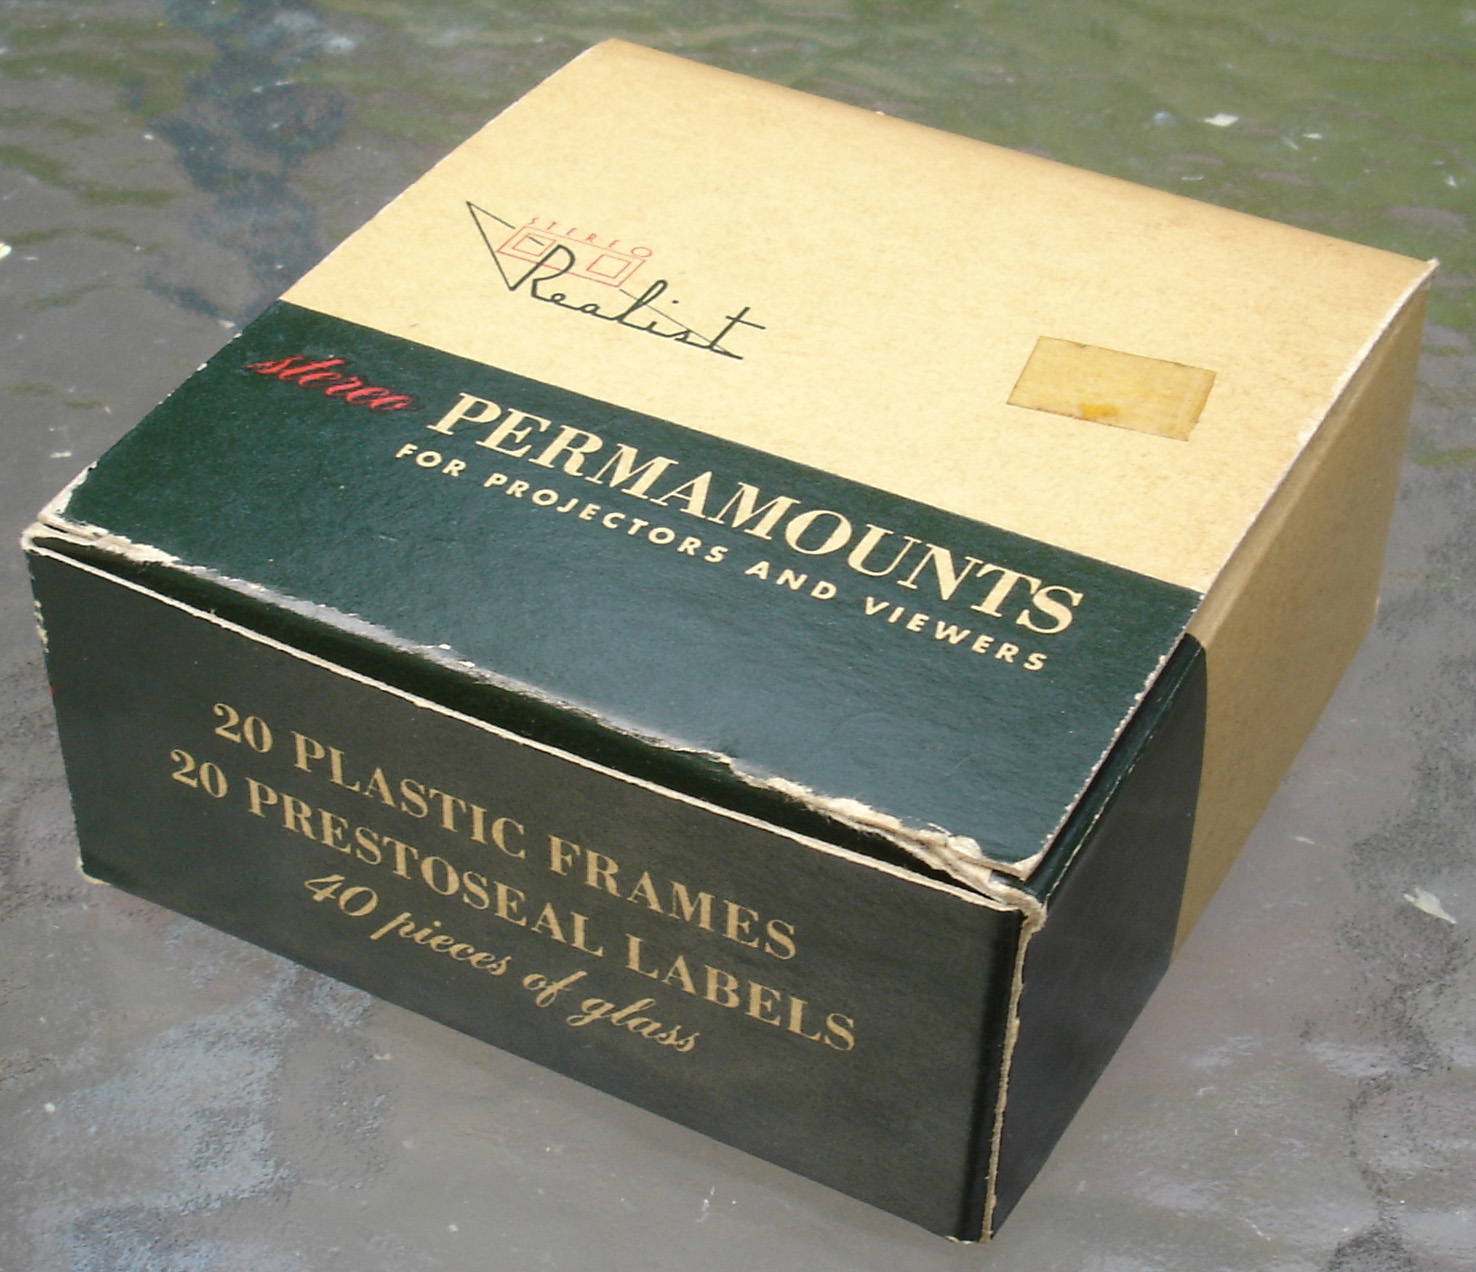 STEREO
Realist
stereo PERMAMOUNTS
FOR PROJECTORS AND VIEWERS
20 PLASTIC FRAMES
20 PRESTOSEAL LABELS
40 pieces of glass